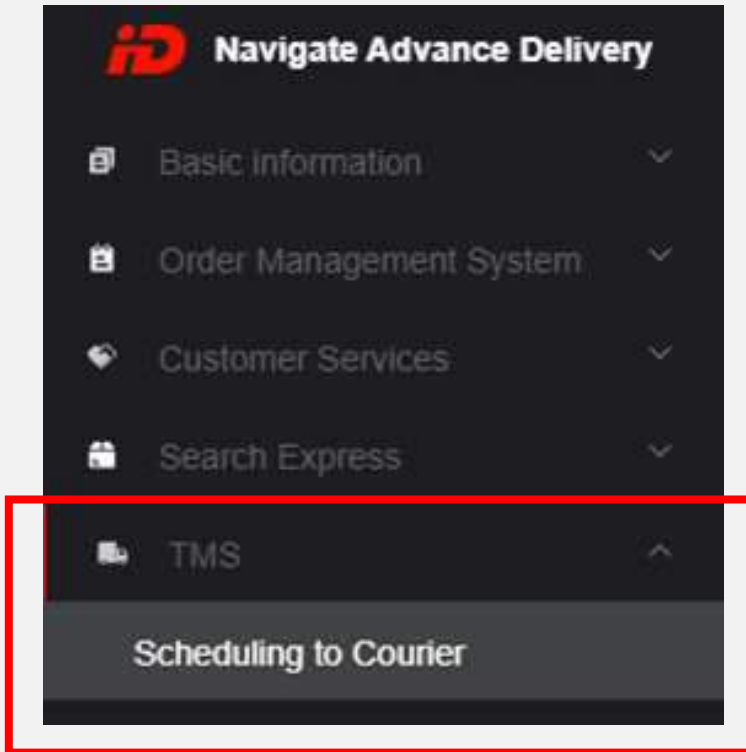 iD Navigate Advance Delivery
Basic information
Order Management System
Customer Services
Search Express
TMS
Scheduling to Courier